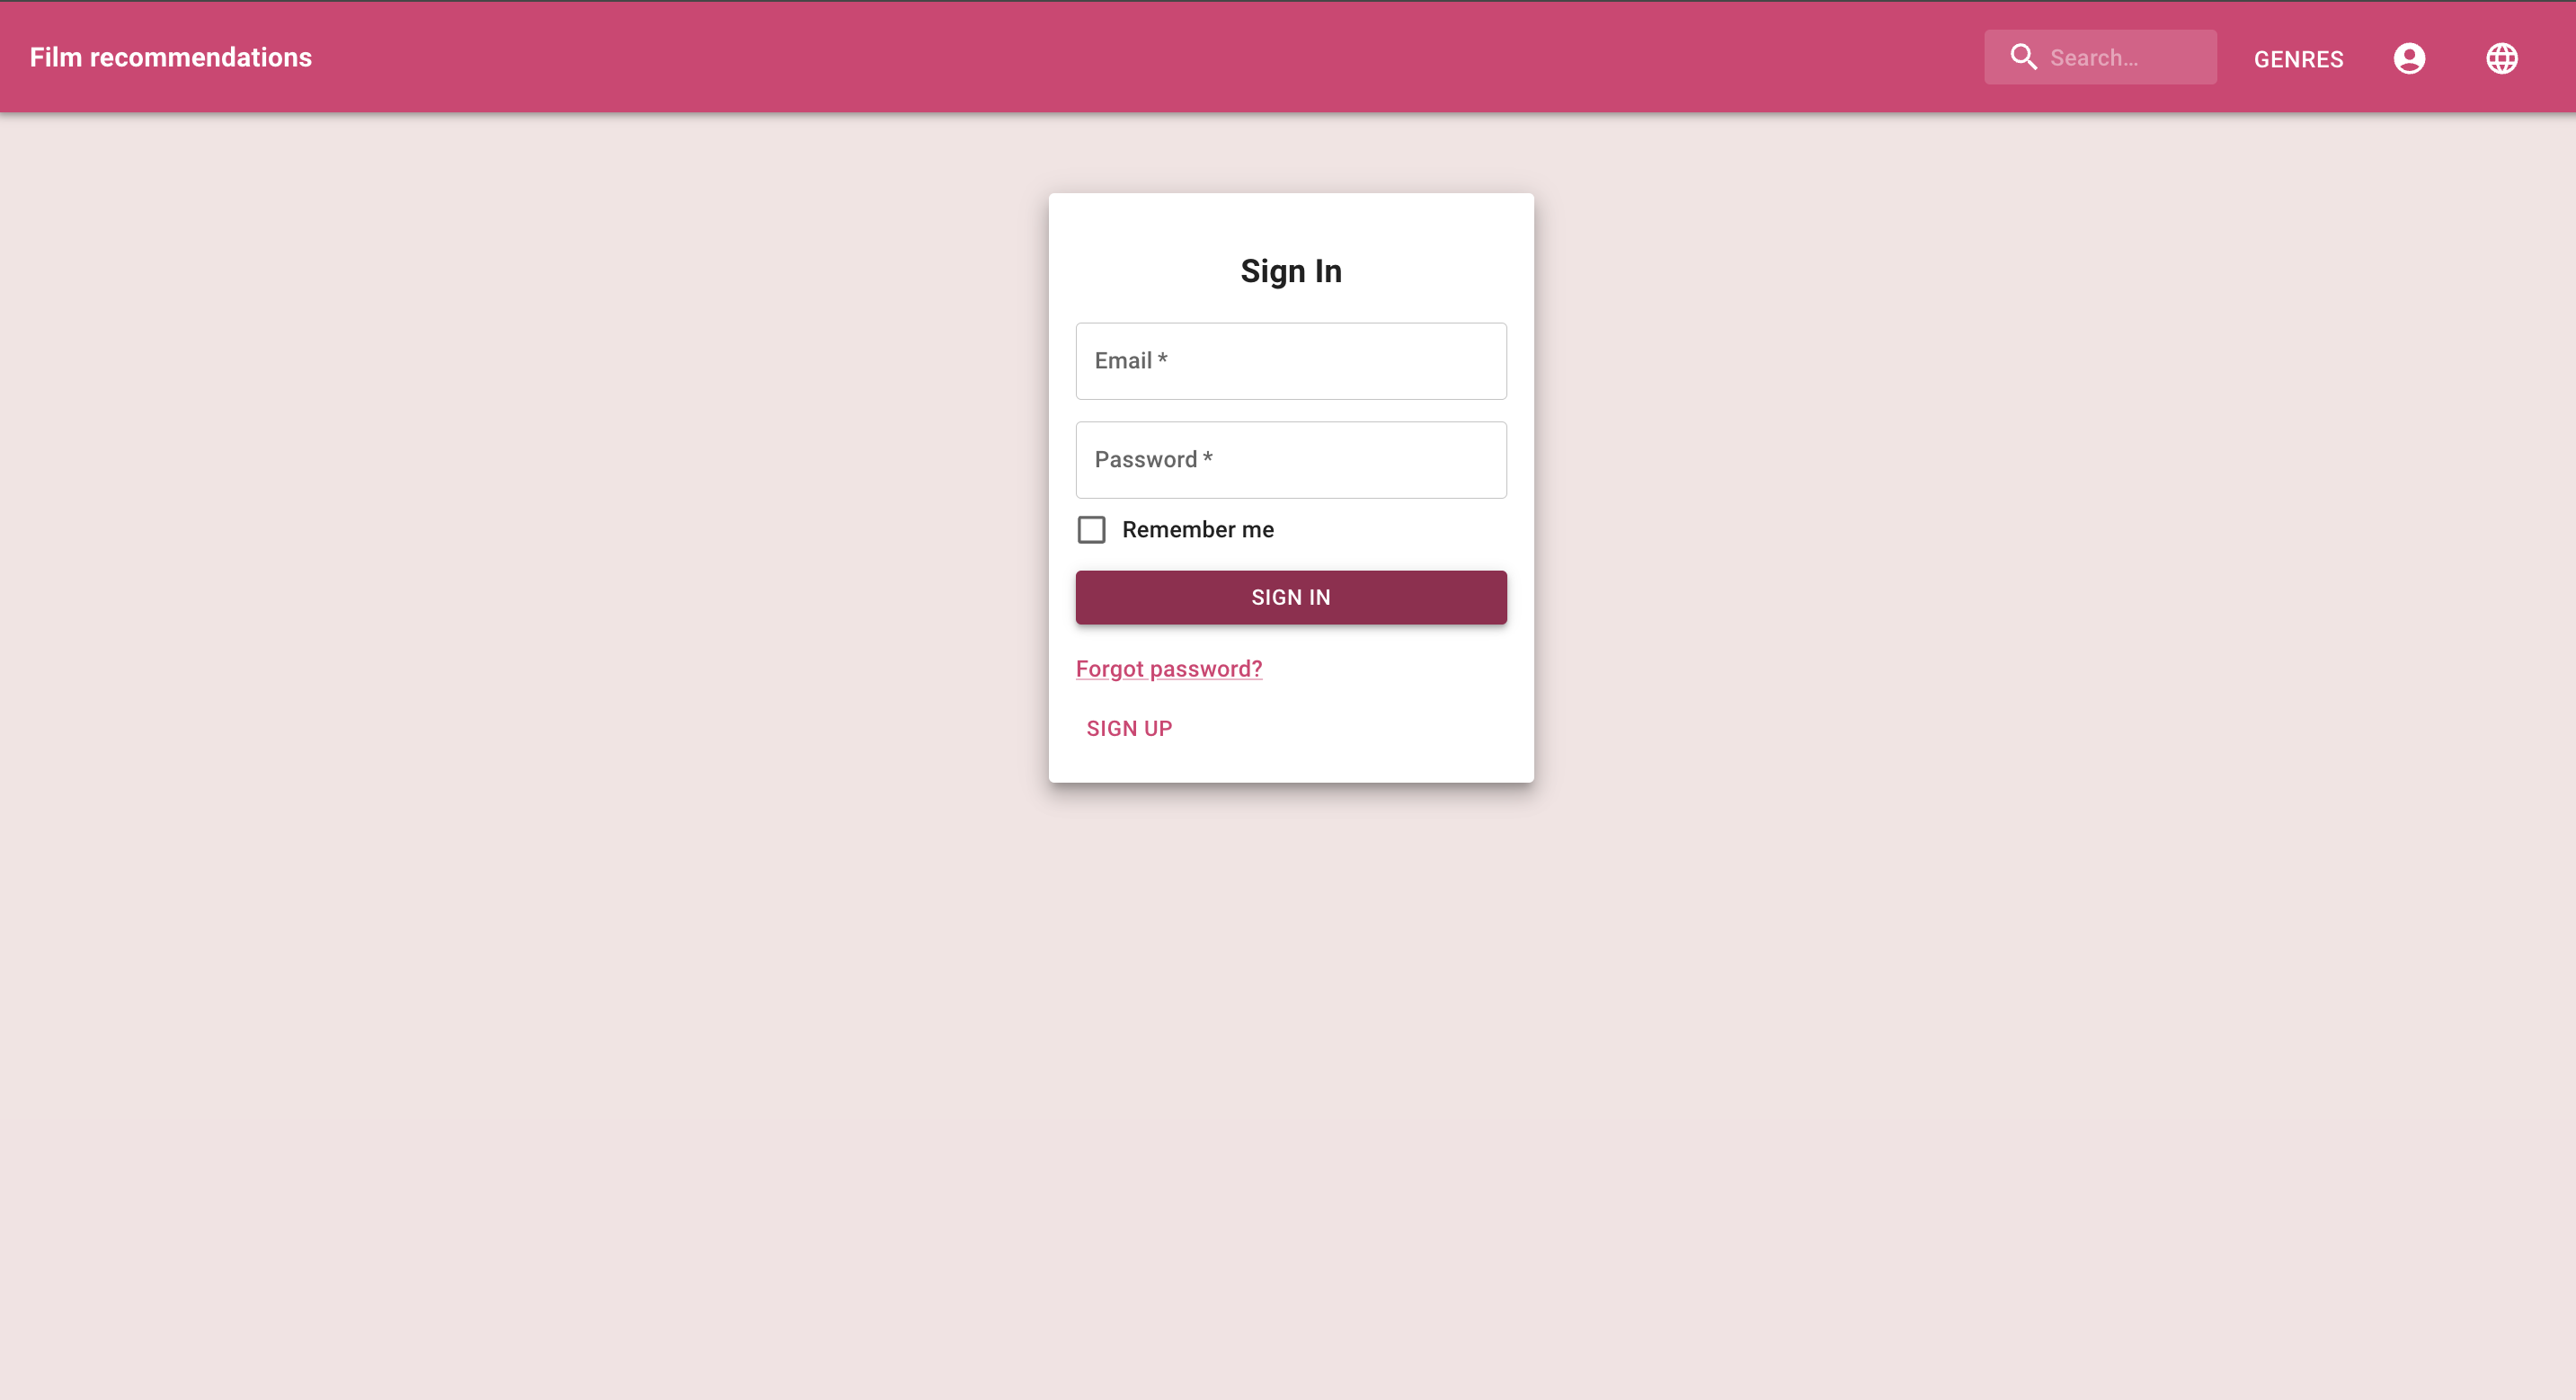 Film recommendations
Search…
GENRES
Sign In
Email *
Password *
Remember me
SIGN IN
Forgot password?
SIGN UP